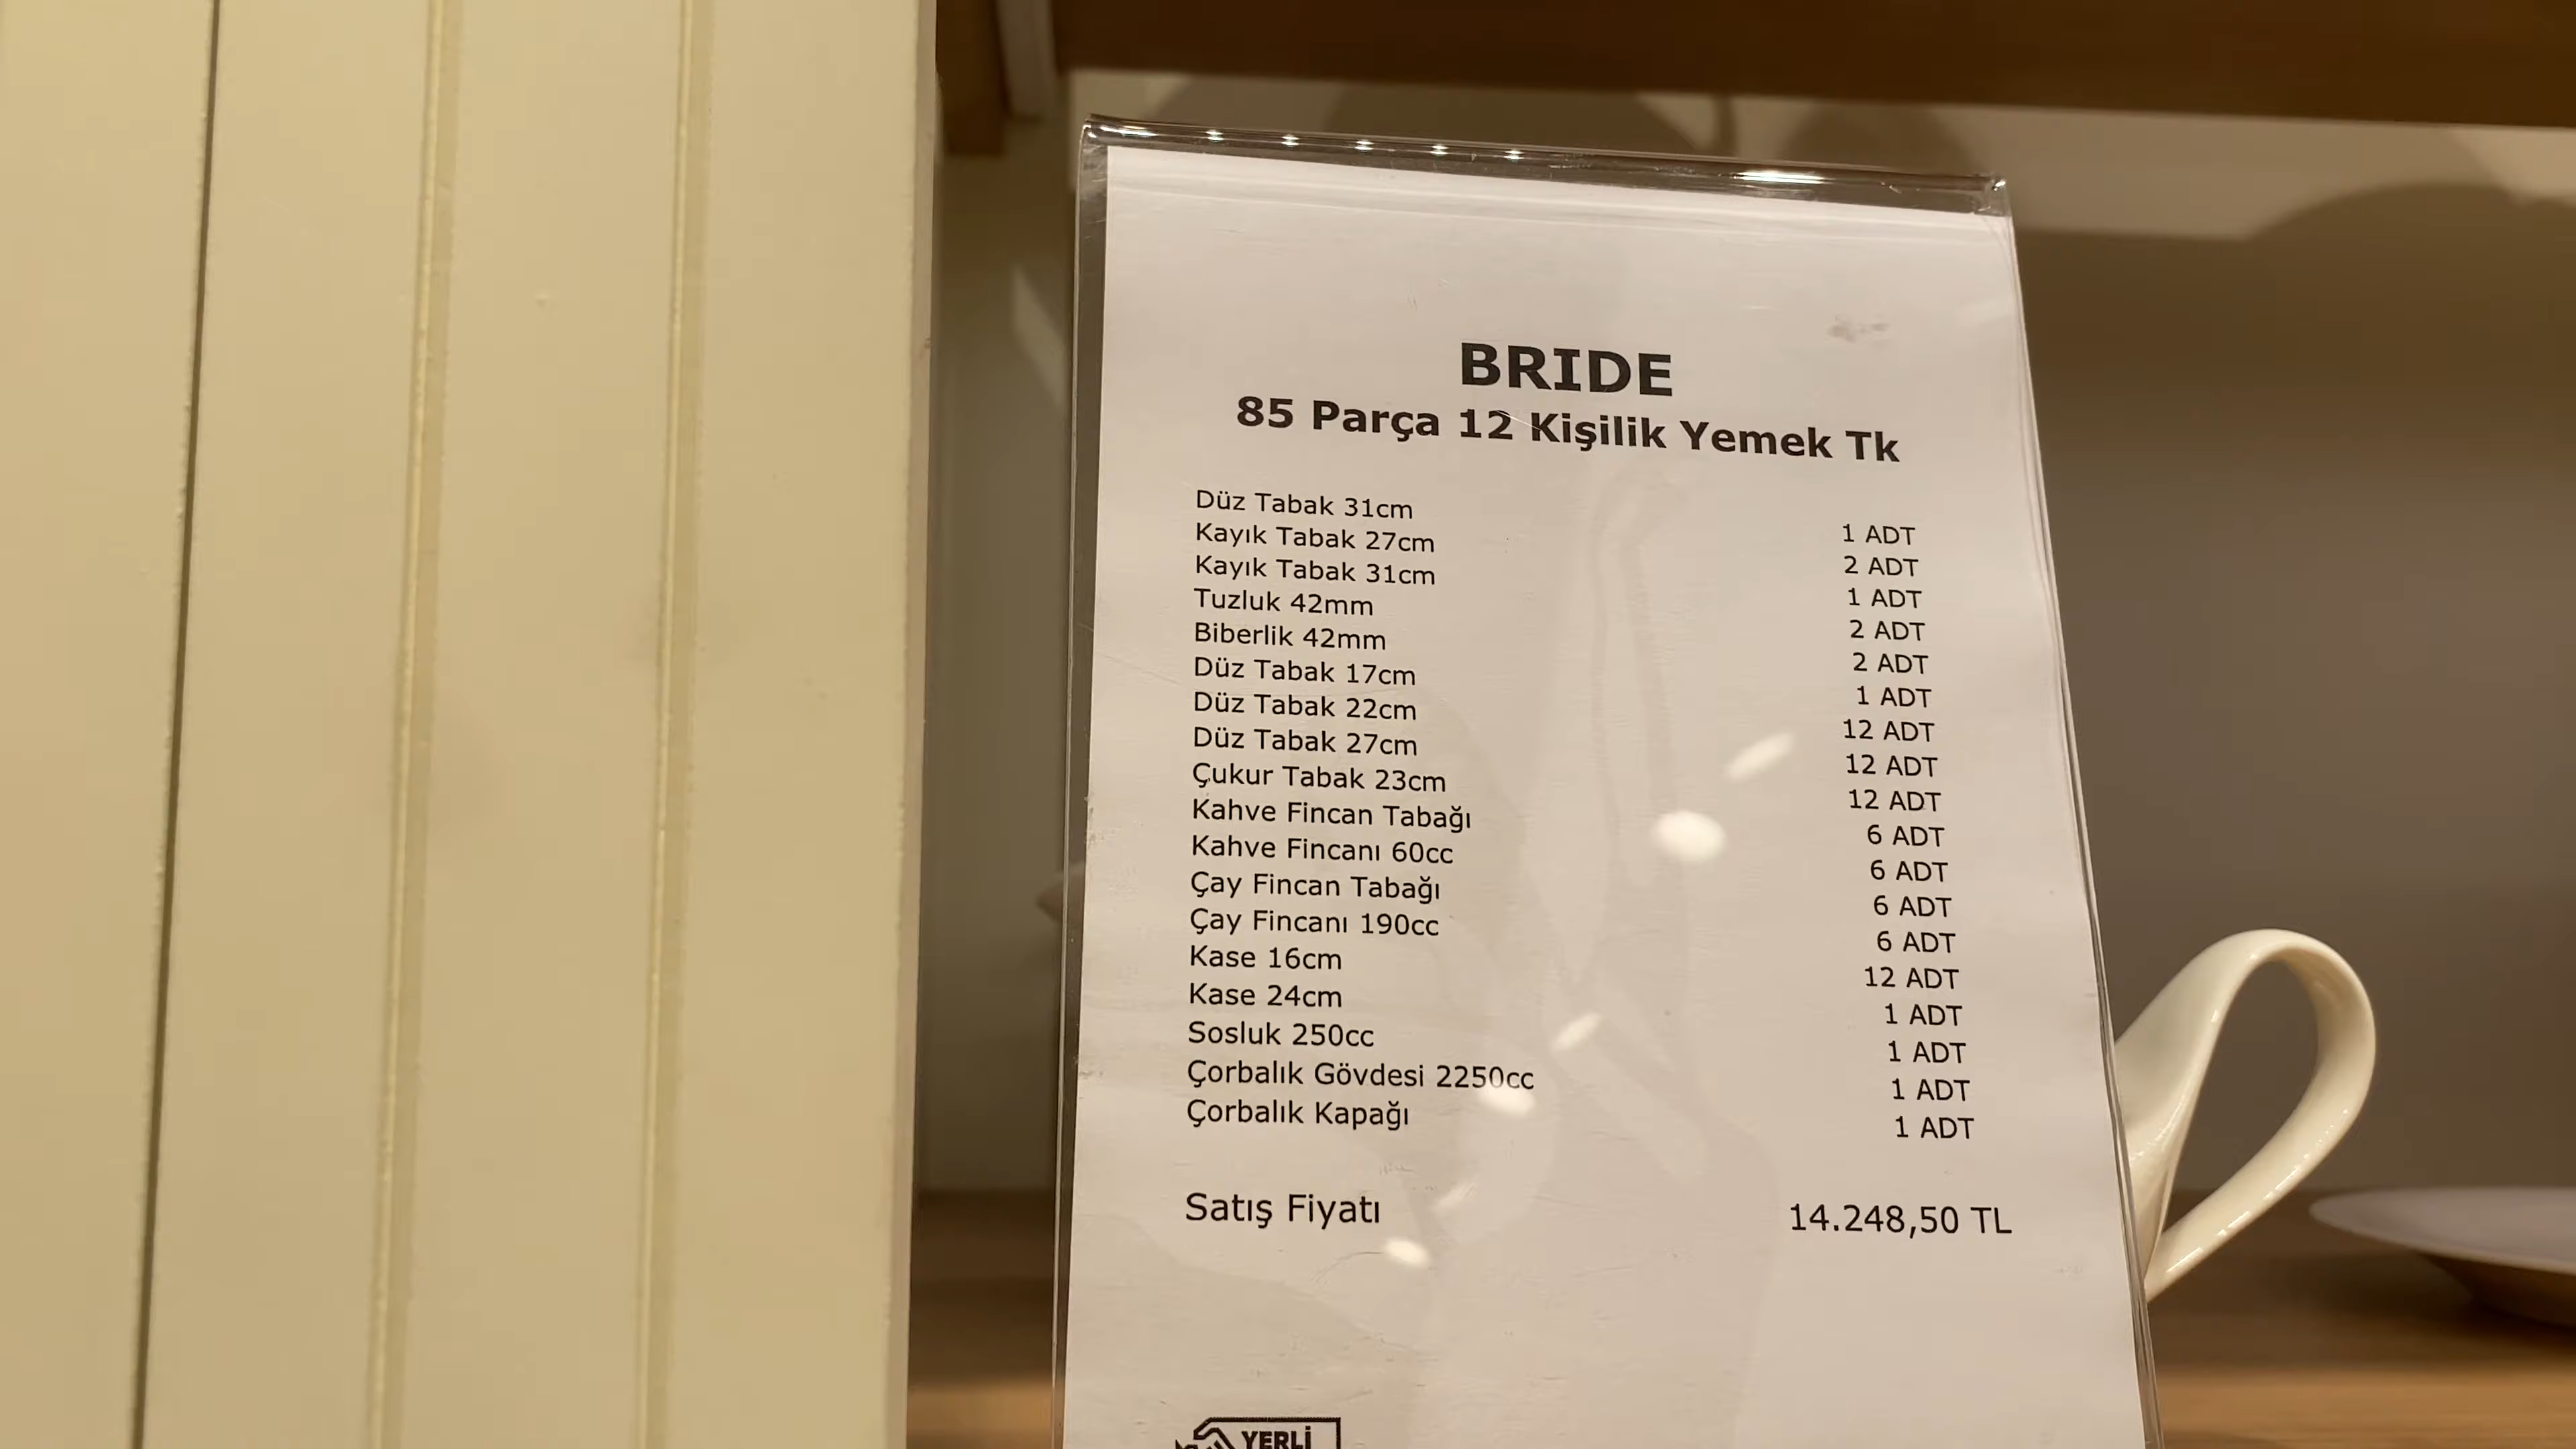 BRIDE
85 Parça 12 Kişilik Yemek Tk
Düz Tabak 31cm 1 ADT
Kayık Tabak 27cm 2 ADT
Kayık Tabak 31cm 1 ADT
Tuzluk 42mm 2 ADT
Biberlik 42mm 2 ADT
Düz Tabak 17cm 1 ADT
Düz Tabak 22cm 12 ADT
Düz Tabak 27cm 12 ADT
Çukur Tabak 23cm 12 ADT
Kahve Fincan Tabağı 6 ADT
Kahve Fincanı 60cc 6 ADT
Çay Fincan Tabağı 6 ADT
Çay Fincanı 190cc 6 ADT
Kase 16cm 12 ADT
Kase 24cm 1 ADT
Sosluk 250cc 1 ADT
Çorbalık Gövdesi 2250cc 1 ADT
Çorbalık Kapağı 1 ADT
Satış Fiyatı 14.248,50 TL
YERLİ